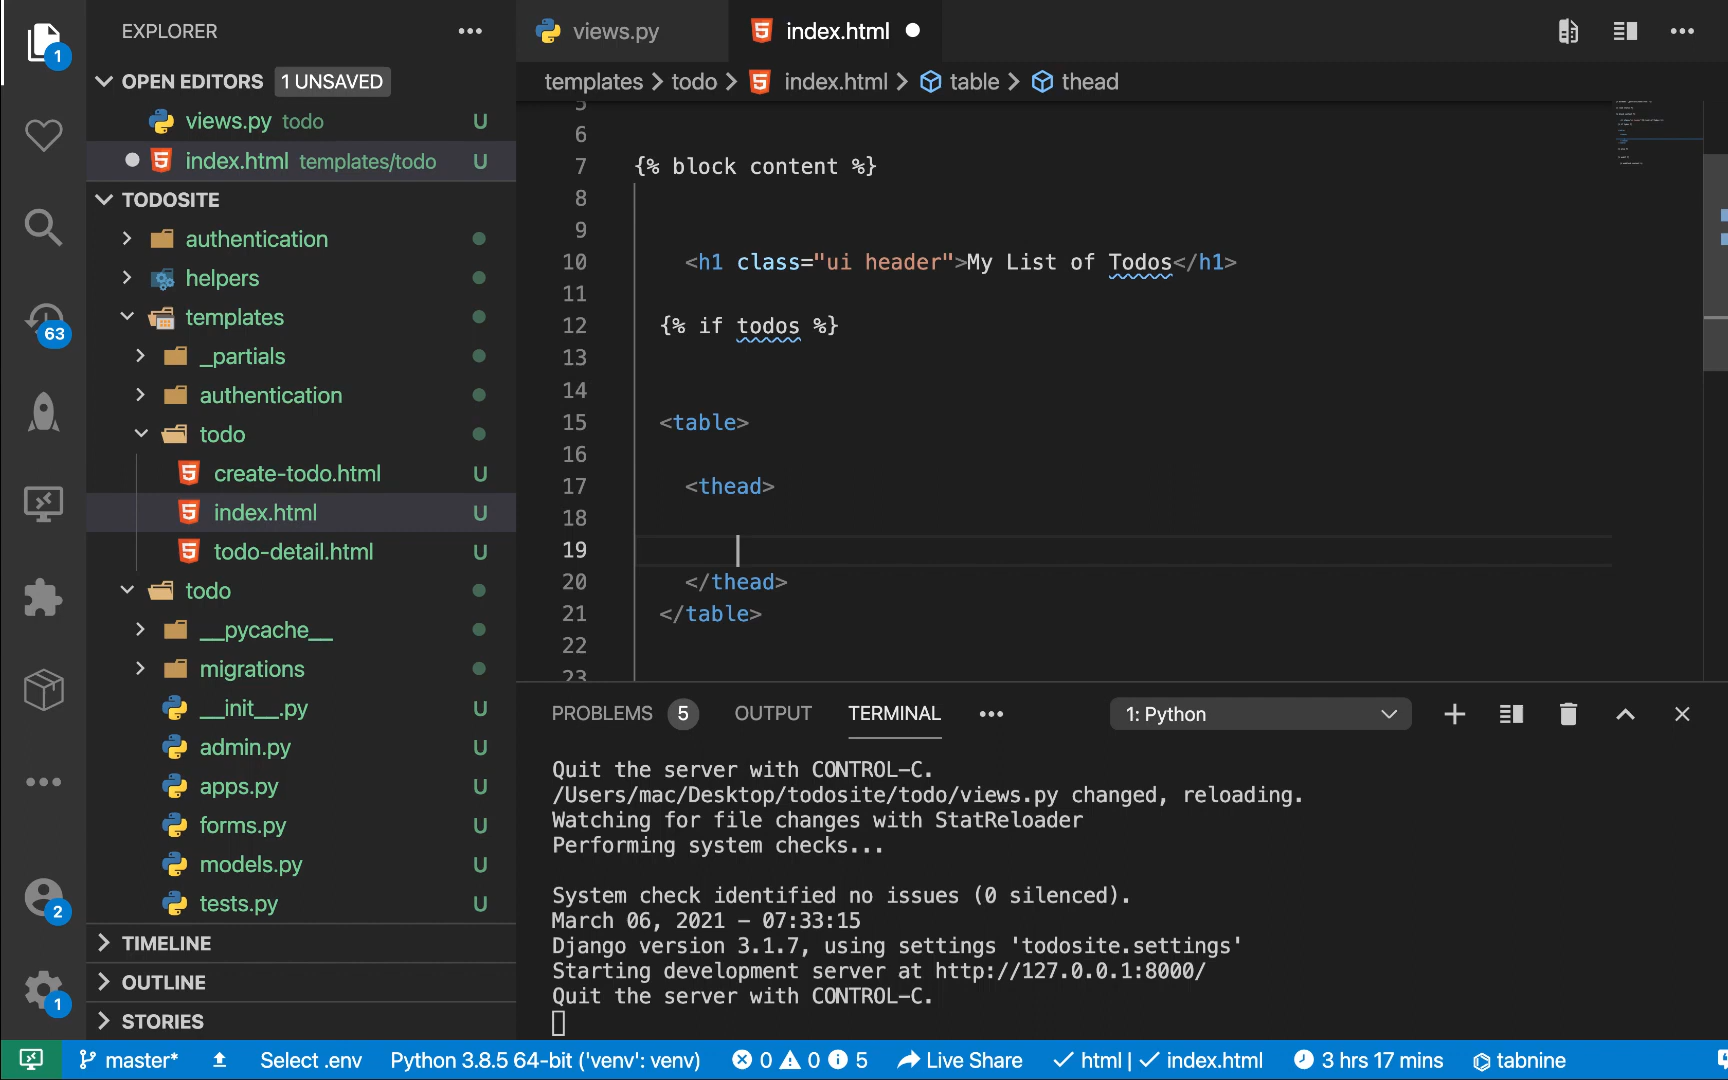 EXPLORER
OPEN EDITORS 1 UNSAVED
views.py todo U
index.html templates/todo U
TODOSITE
authentication
helpers
templates
_partials
authentication
todo
create-todo.html U
index.html U
todo-detail.html U
todo
__pycache__
migrations
__init__.py U
admin.py U
apps.py U
forms.py U
models.py U
tests.py U
TIMELINE
OUTLINE
STORIES
1
63
2
1
views.py
index.html
templates > todo > index.html > table > thead
5
6
7 {% block content %}
8
9
10 <h1 class="ui header">My List of Todos</h1>
11
12 {% if todos %}
13
14
15 <table>
16
17 <thead>
18
19
20 </thead>
21 </table>
22
23
PROBLEMS 5 OUTPUT TERMINAL 1: Python
Quit the server with CONTROL-C.
/Users/mac/Desktop/todosite/todo/views.py changed, reloading.
Watching for file changes with StatReloader
Performing system checks...
System check identified no issues (0 silenced).
March 06, 2021 - 07:33:15
Django version 3.1.7, using settings 'todosite.settings'
Starting development server at http://127.0.0.1:8000/
Quit the server with CONTROL-C.
master* Select .env Python 3.8.5 64-bit ('venv': venv) 0 0 5 Live Share html | index.html 3 hrs 17 mins tabnine